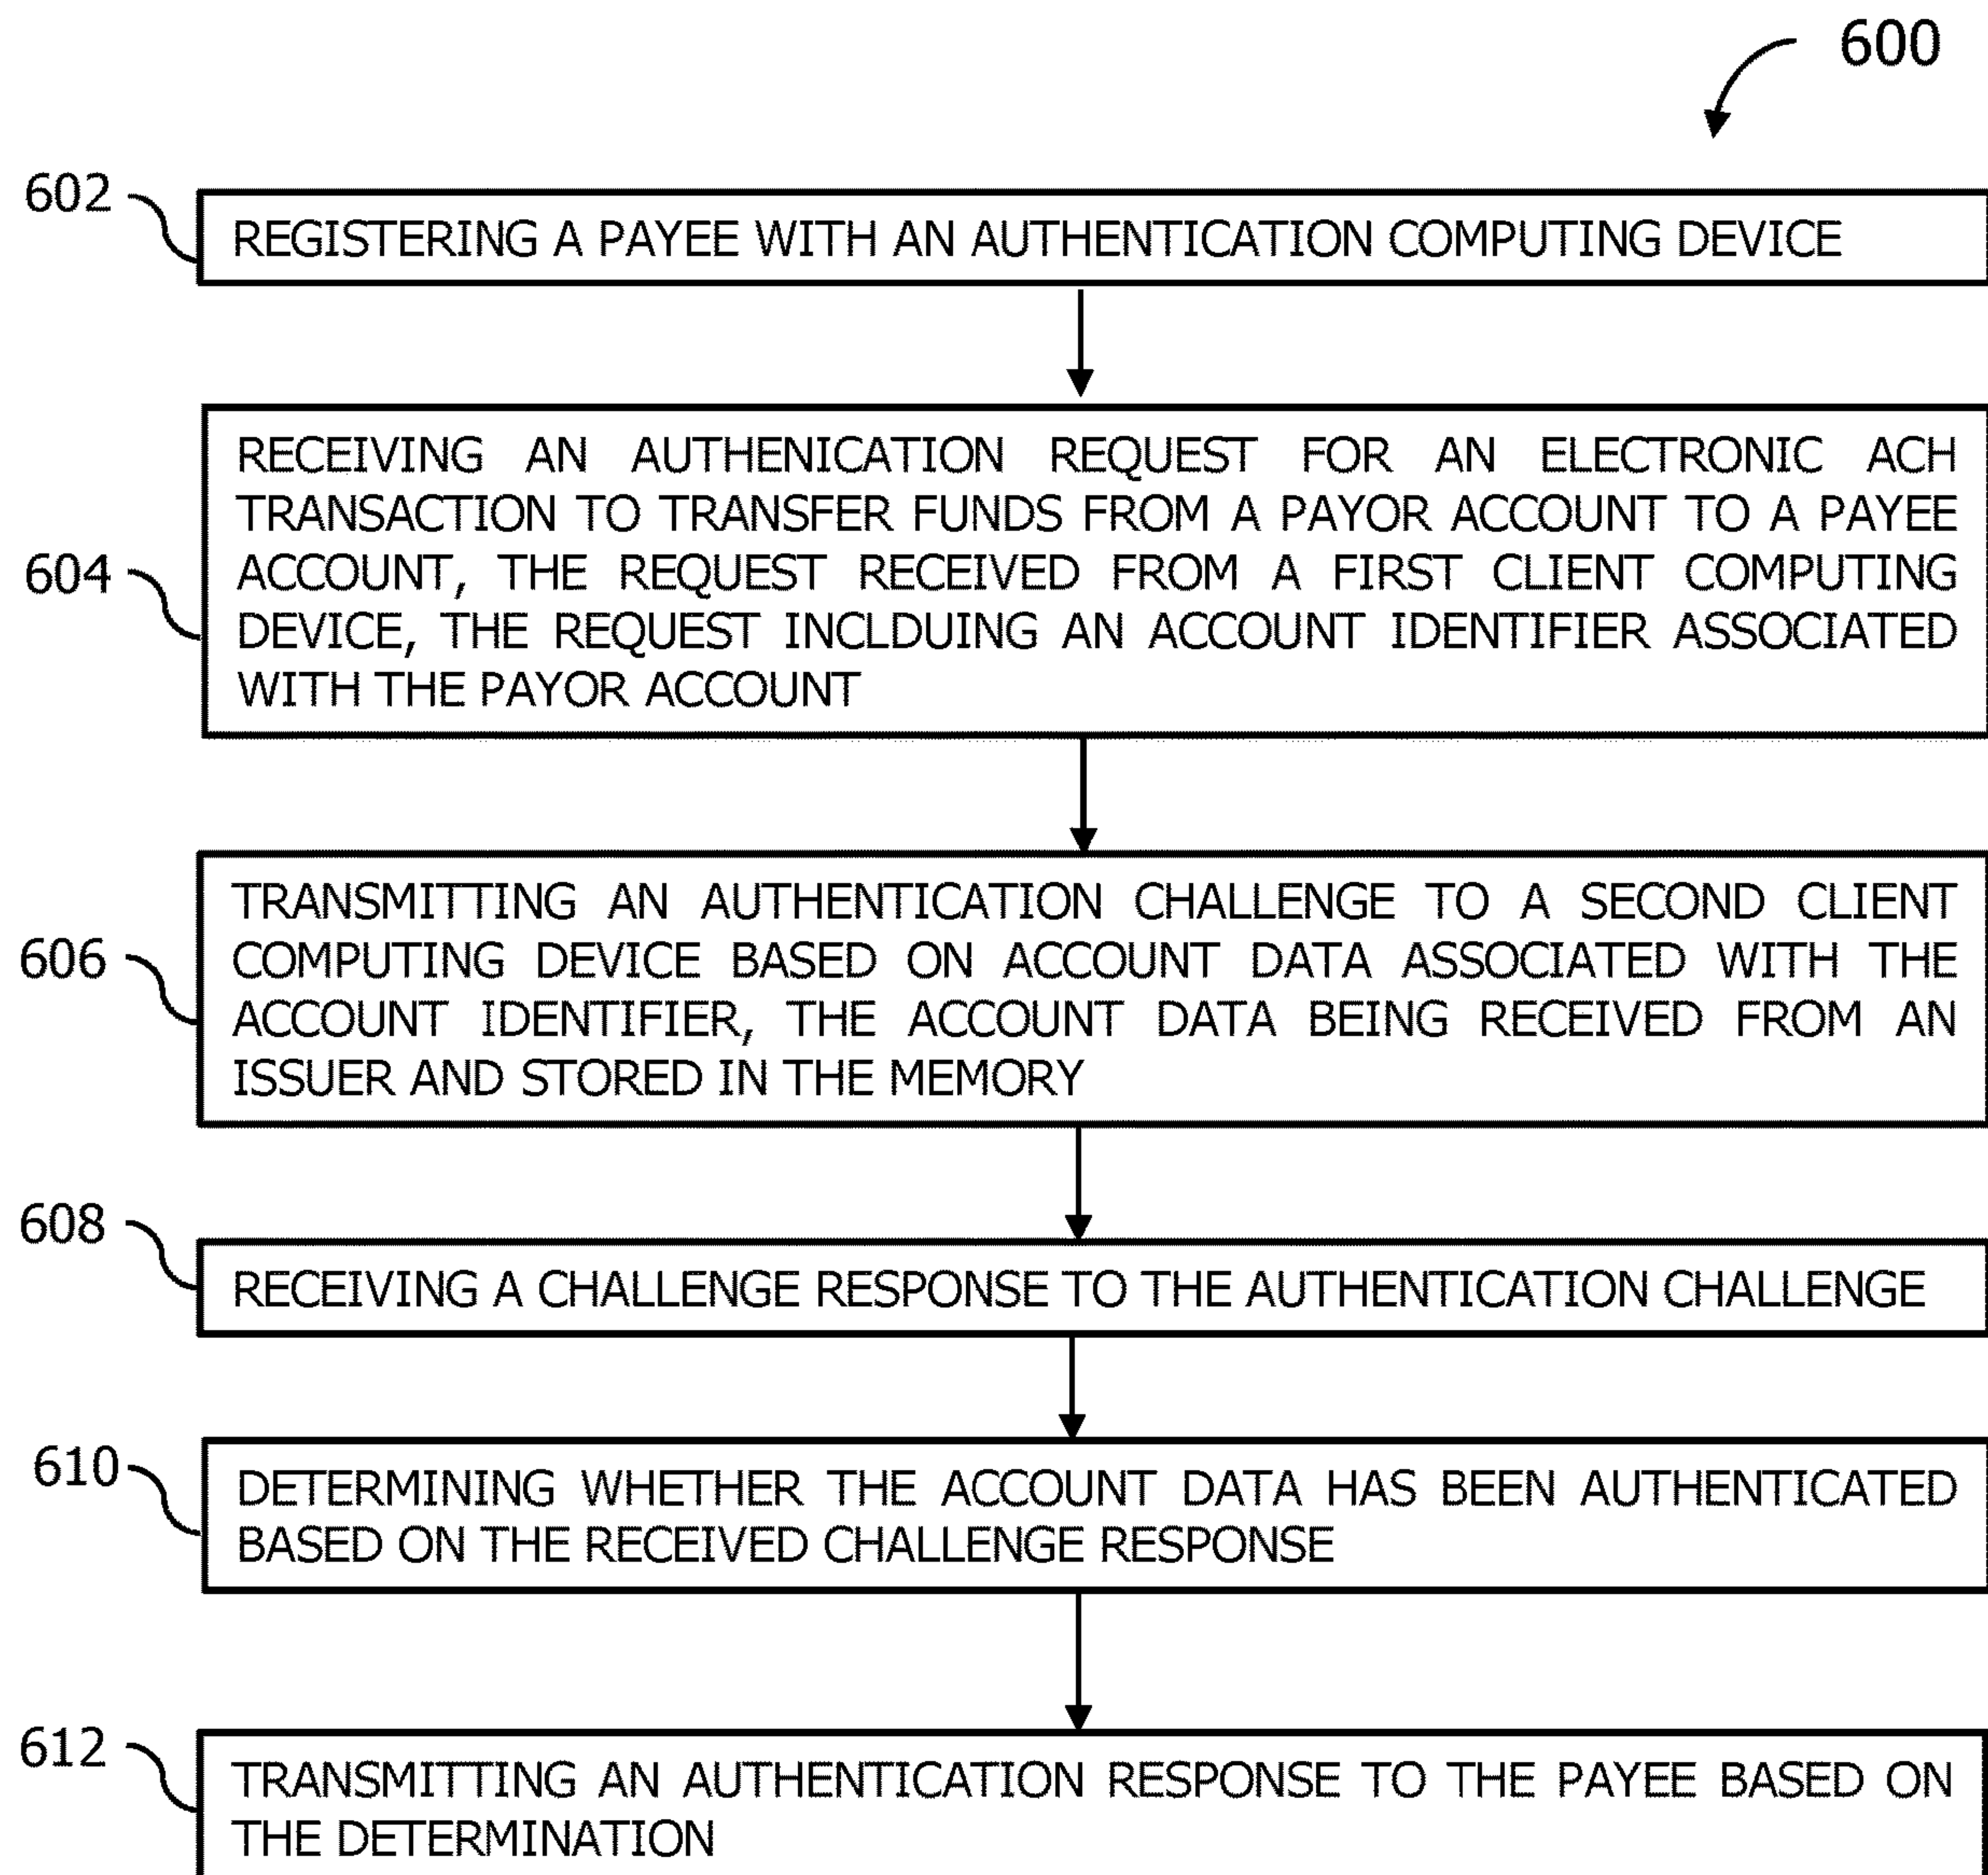 600
602
REGISTERING A PAYEE WITH AN AUTHENTICATION COMPUTING DEVICE
604
RECEIVING AN AUTHENICATION REQUEST FOR AN ELECTRONIC ACH
TRANSACTION TO TRANSFER FUNDS FROM A PAYOR ACCOUNT TO A PAYEE
ACCOUNT, THE REQUEST RECEIVED FROM A FIRST CLIENT COMPUTING
DEVICE, THE REQUEST INCLDUING AN ACCOUNT IDENTIFIER ASSOCIATED
WITH THE PAYOR ACCOUNT
606
TRANSMITTING AN AUTHENTICATION CHALLENGE TO A SECOND CLIENT
COMPUTING DEVICE BASED ON ACCOUNT DATA ASSOCIATED WITH THE
ACCOUNT IDENTIFIER, THE ACCOUNT DATA BEING RECEIVED FROM AN
ISSUER AND STORED IN THE MEMORY
608
RECEIVING A CHALLENGE RESPONSE TO THE AUTHENTICATION CHALLENGE
610
DETERMINING WHETHER THE ACCOUNT DATA HAS BEEN AUTHENTICATED
BASED ON THE RECEIVED CHALLENGE RESPONSE
612
TRANSMITTING AN AUTHENTICATION RESPONSE TO THE PAYEE BASED ON
THE DETERMINATION